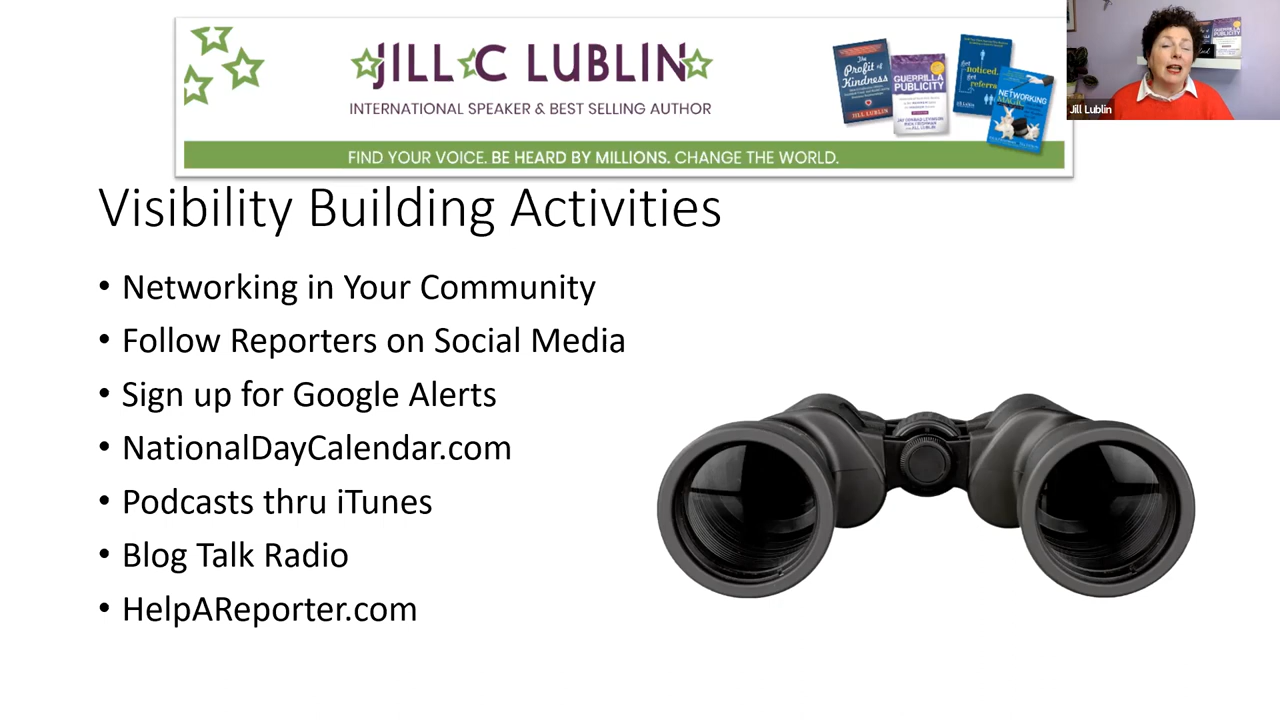 JILL C LUBLIN
INTERNATIONAL SPEAKER & BEST SELLING AUTHOR
FIND YOUR VOICE. BE HEARD BY MILLIONS. CHANGE THE WORLD.
The Profit of Kindness
JILL LUBLIN
GUERRILLA PUBLICITY
get noticed.
get referrals
NETWORKING MAGIC
PUBLICITY
Jill Lublin
Visibility Building Activities
• Networking in Your Community
• Follow Reporters on Social Media
• Sign up for Google Alerts
• NationalDayCalendar.com
• Podcasts thru iTunes
• Blog Talk Radio
• HelpAReporter.com